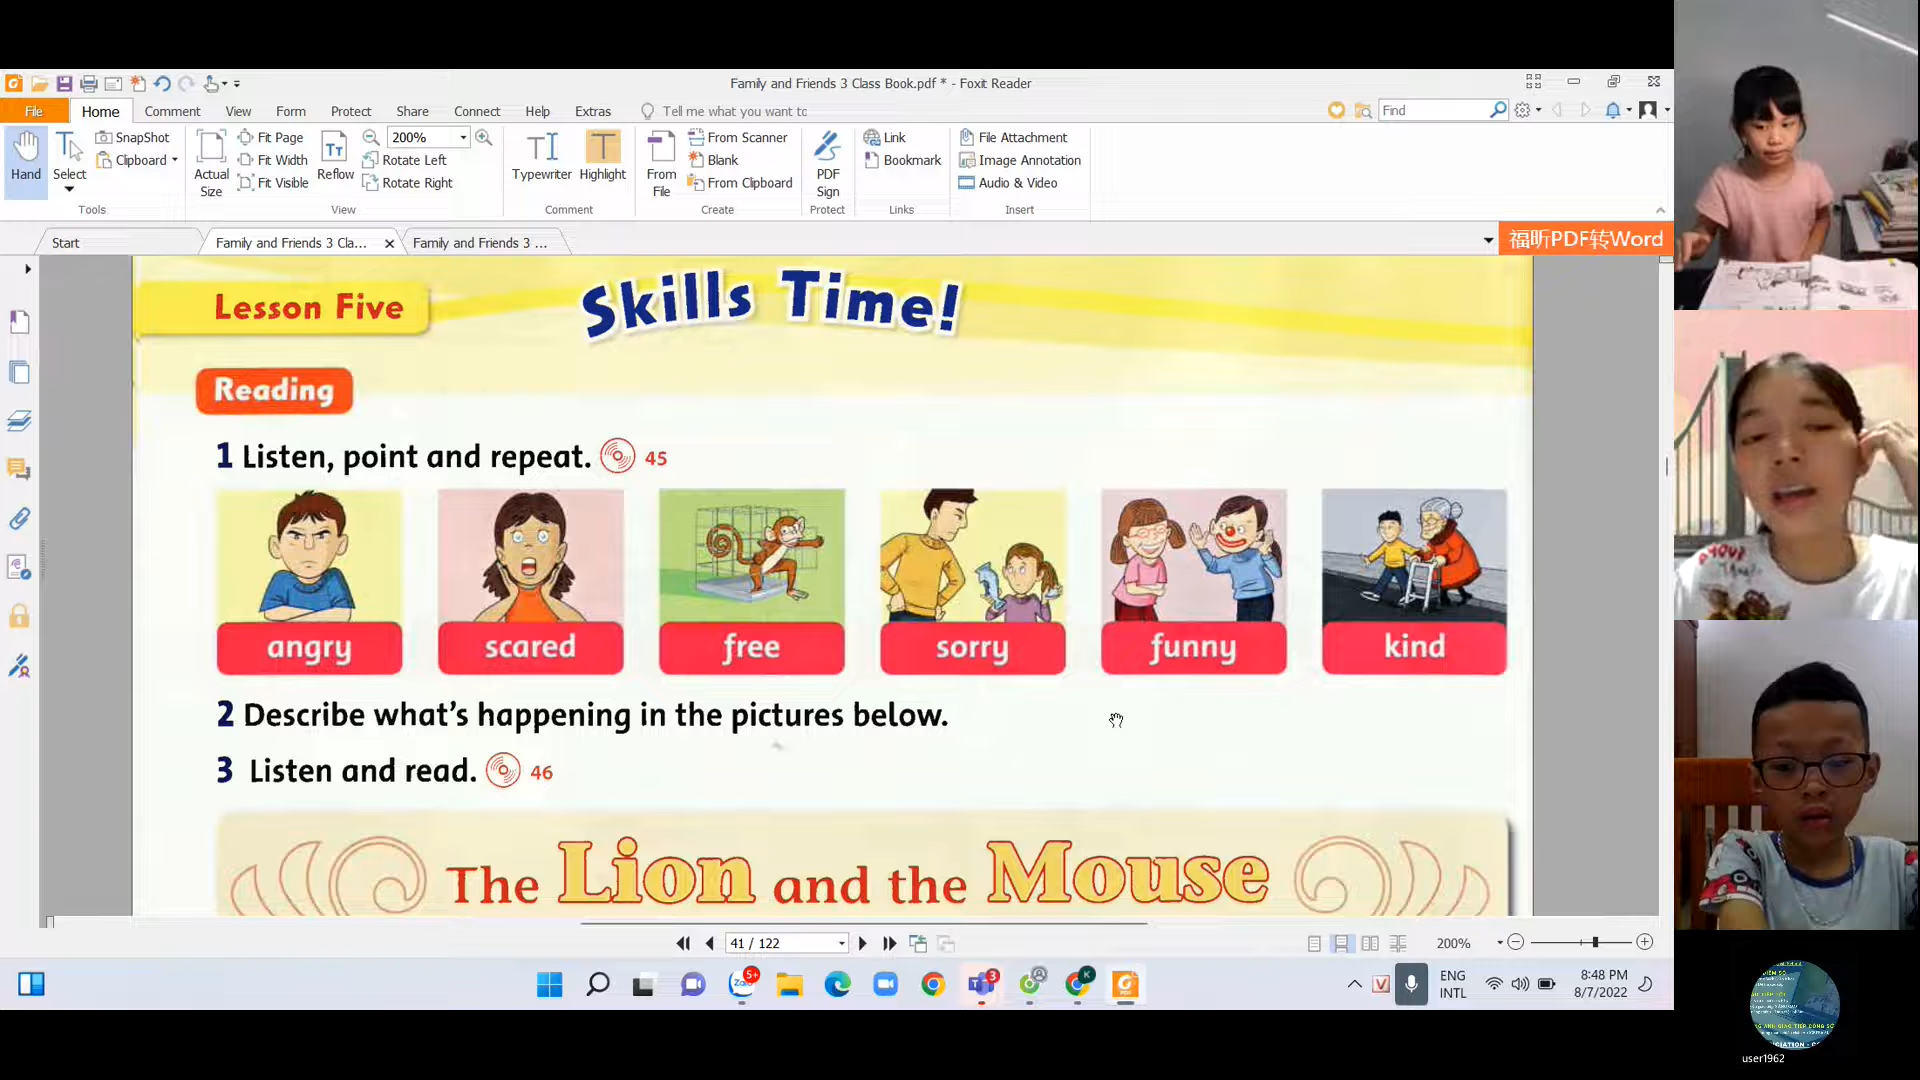 Family and Friends 3 Class Book.pdf * - Foxit Reader
File Home Comment View Form Protect Share Connect Help Extras Tell me what you want to Find
Hand
Select
SnapShot
Clipboard
Tools
Actual Size
Fit Page
Fit Width
Fit Visible
Reflow
200%
Rotate Left
Rotate Right
View
Typewriter
Highlight
Comment
From File
From Scanner
Blank
From Clipboard
Create
PDF Sign
Protect
Link
Bookmark
Links
File Attachment
Image Annotation
Audio & Video
Insert
Start
Family and Friends 3 Cla...
Family and Friends 3 ...
福昕PDF转Word
Lesson Five
Skills Time!
Reading
1 Listen, point and repeat. 45
angry scared free sorry funny kind
2 Describe what's happening in the pictures below.
3 Listen and read. 46
The Lion and the Mouse
41 / 122
200%
5+
Zalo
3
K
V
ENG
INTL
8:48 PM
8/7/2022
user1962